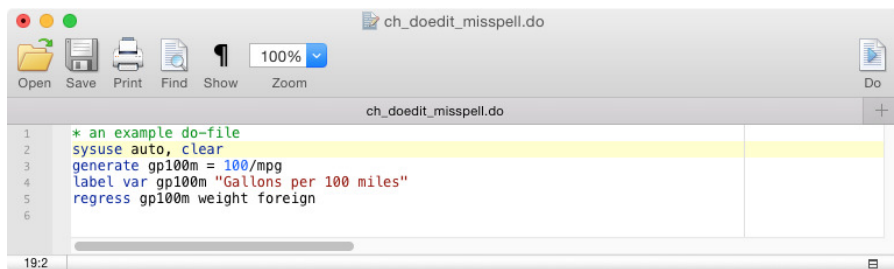 ch_doedit_misspell.do
100%
Open Save Print Find Show Zoom Do
ch_doedit_misspell.do
1 * an example do-file
2 sysuse auto, clear
3 generate gp100m = 100/mpg
4 label var gp100m "Gallons per 100 miles"
5 regress gp100m weight foreign
6
19:2